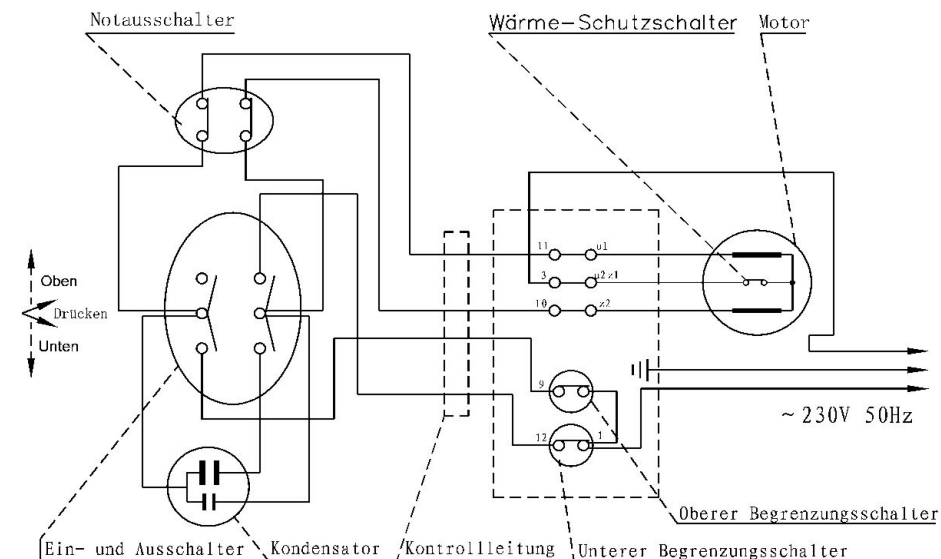 Notausschalter
Wärme-Schutzschalter
Motor
11
u1
3
u2z1
10
z2
Oben
Drücken
Unten
9
12
1
~230V 50Hz
Oberer Begrenzungsschalter
Ein- und Ausschalter
Kondensator
Kontrollleitung
Unterer Begrenzungsschalter